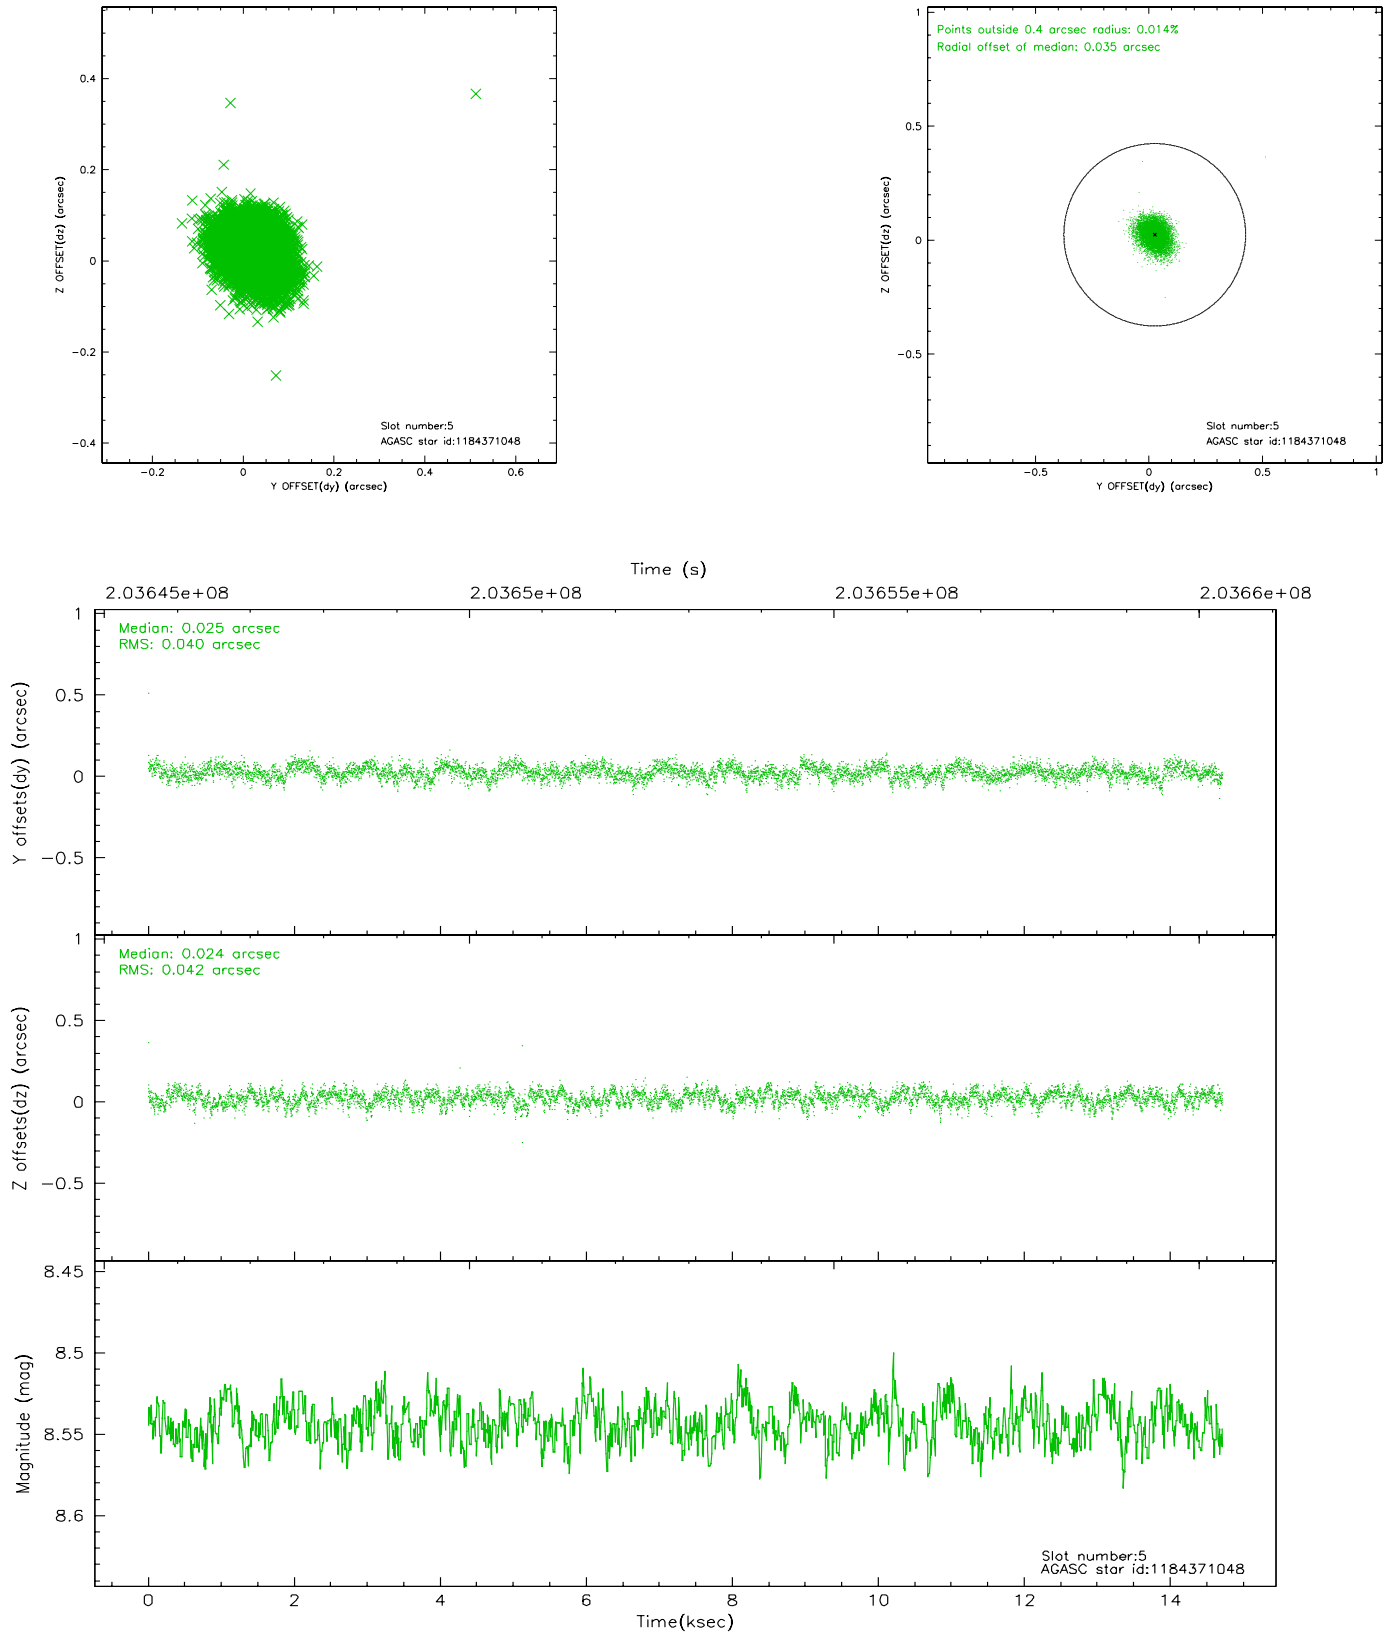 0.4
0.2
0
−0.2
−0.4
Z OFFSET(dz) (arcsec)
Slot number:5
AGASC star id:1184371048
−0.2 0 0.2 0.4 0.6
Y OFFSET(dy) (arcsec)
Points outside 0.4 arcsec radius: 0.014%
Radial offset of median: 0.035 arcsec
1
0.5
0
−0.5
Z OFFSET(dz) (arcsec)
Slot number:5
AGASC star id:1184371048
−0.5 0 0.5 1
Y OFFSET(dy) (arcsec)
Time (s)
2.03645e+08 2.0365e+08 2.03655e+08 2.0366e+08
Median: 0.025 arcsec
RMS: 0.040 arcsec
1
0.5
0
−0.5
Y offsets(dy) (arcsec)
Median: 0.024 arcsec
RMS: 0.042 arcsec
1
0.5
0
−0.5
Z offsets(dz) (arcsec)
8.45
8.5
8.55
8.6
Magnitude (mag)
Slot number:5
AGASC star id:1184371048
0 2 4 6 8 10 12 14
Time(ksec)